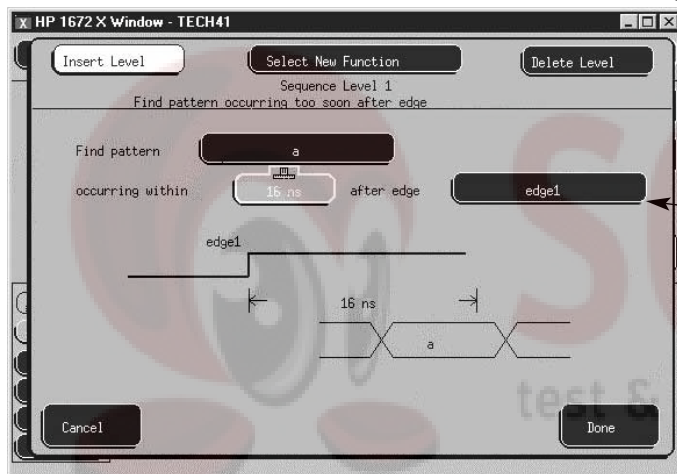 HP 1672 X Window - TECH41
Insert Level
Select New Function
Delete Level
Sequence Level 1
Find pattern occurring too soon after edge
Find pattern a
occurring within 16 ns after edge edge1
edge1
16 ns
a
test &
Cancel
Done